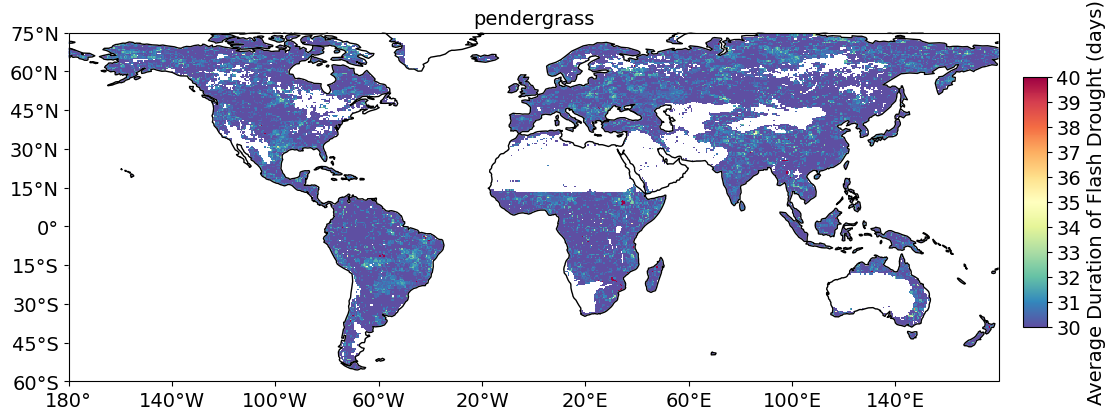 pendergrass
75°N
60°N
45°N
30°N
15°N
0°
15°S
30°S
45°S
60°S
180°
140°W
100°W
60°W
20°W
20°E
60°E
100°E
140°E
40
39
38
37
36
35
34
33
32
31
30
Average Duration of Flash Drought (days)